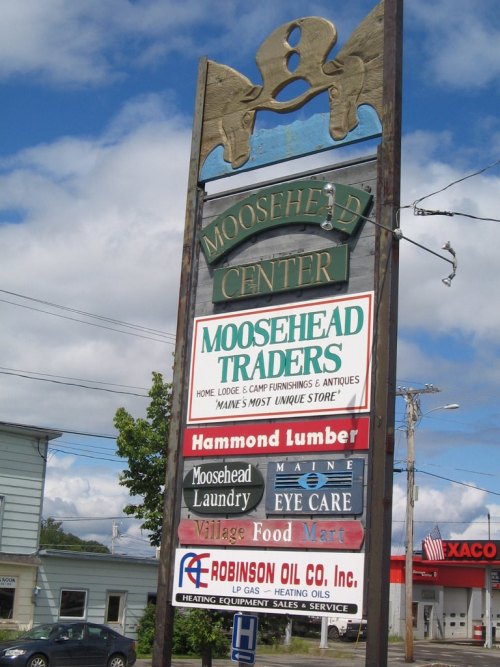 MOOSEHEAD
CENTER
MOOSEHEAD
TRADERS
HOME LODGE & CAMP FURNISHINGS & ANTIQUES
"MAINE'S MOST UNIQUE STORE"
Hammond Lumber
Moosehead
Laundry
MAINE
EYE CARE
Village Food Mart
ROBINSON OIL CO. Inc.
LP GAS — HEATING OILS
HEATING EQUIPMENT SALES & SERVICE
H
EXACO